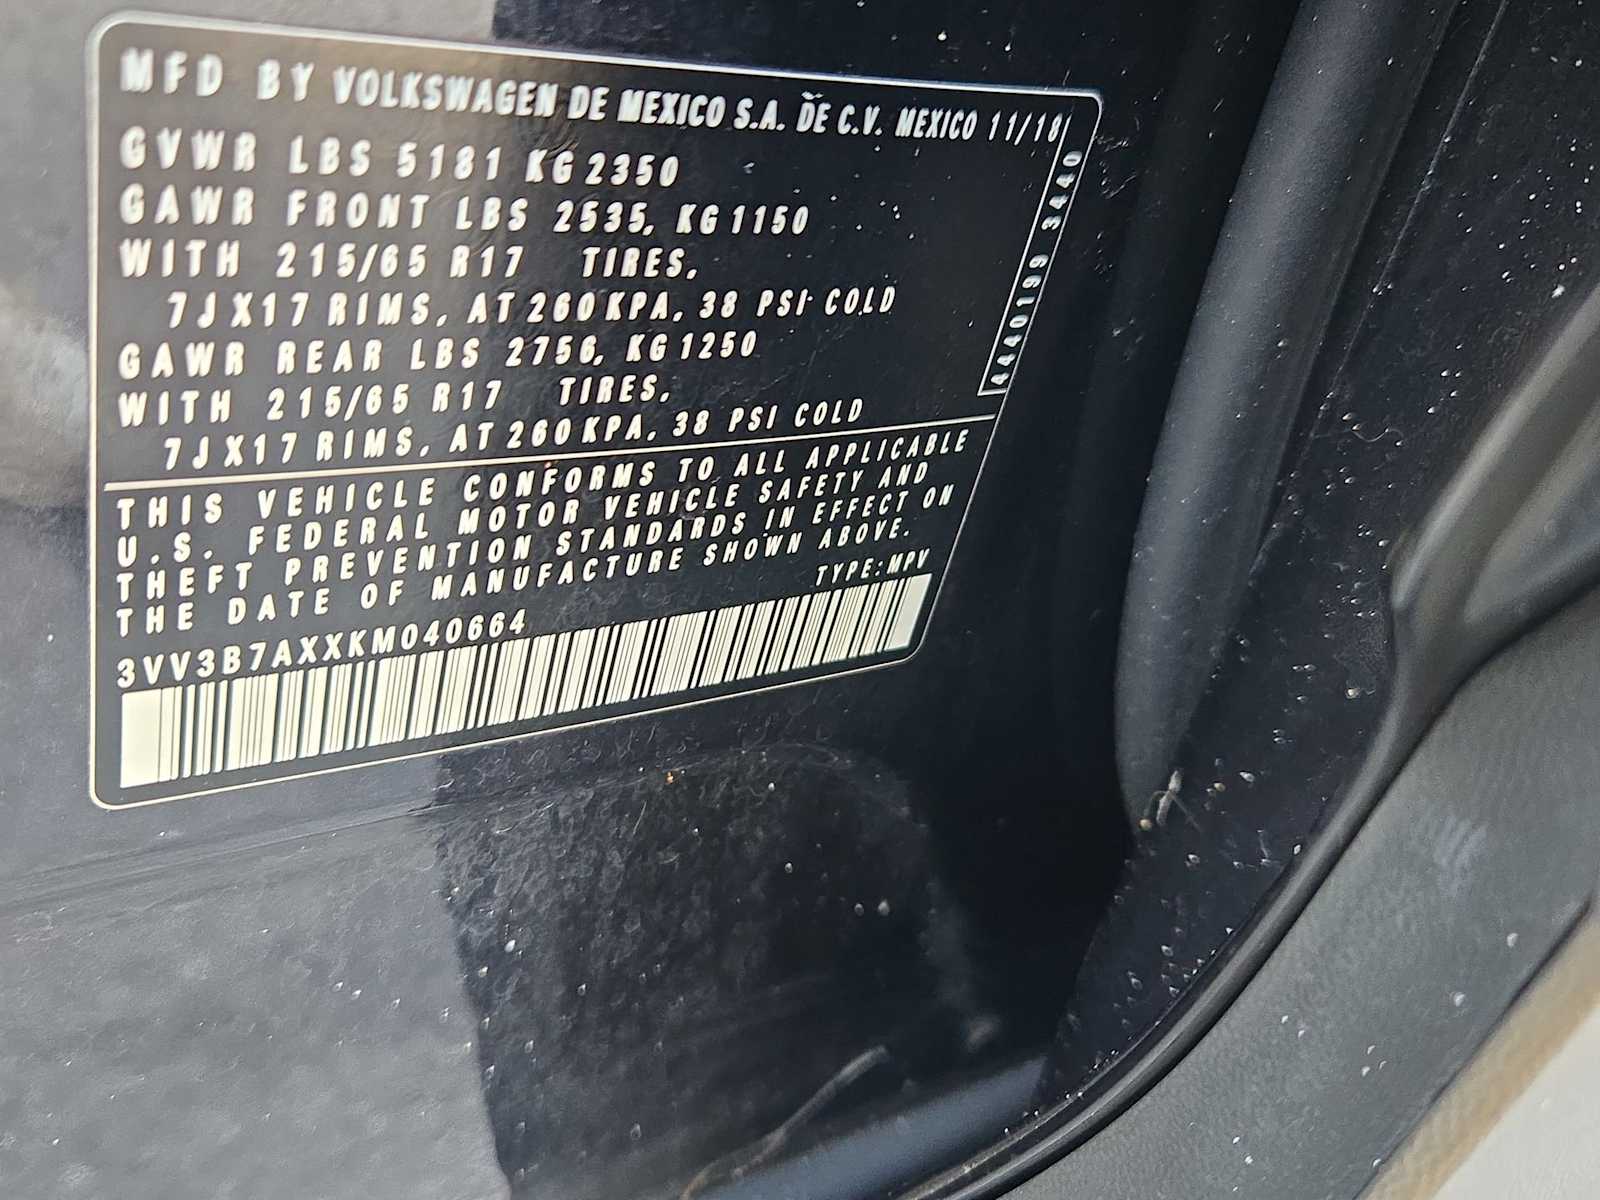 MFD BY VOLKSWAGEN DE MEXICO S.A. DE C.V. MEXICO 11/18
GVWR LBS 5181 KG 2350
GAWR FRONT LBS 2535, KG 1150
WITH 215/65 R17 TIRES,
7JX17 RIMS, AT 260 KPA, 38 PSI COLD
GAWR REAR LBS 2756, KG 1250
WITH 215/65 R17 TIRES,
7JX17 RIMS, AT 260 KPA, 38 PSI COLD
4440199 3440
THIS VEHICLE CONFORMS TO ALL APPLICABLE
U.S. FEDERAL MOTOR VEHICLE SAFETY AND
THEFT PREVENTION STANDARDS IN EFFECT ON
THE DATE OF MANUFACTURE SHOWN ABOVE.
TYPE: MPV
3VV3B7AXXKM040664